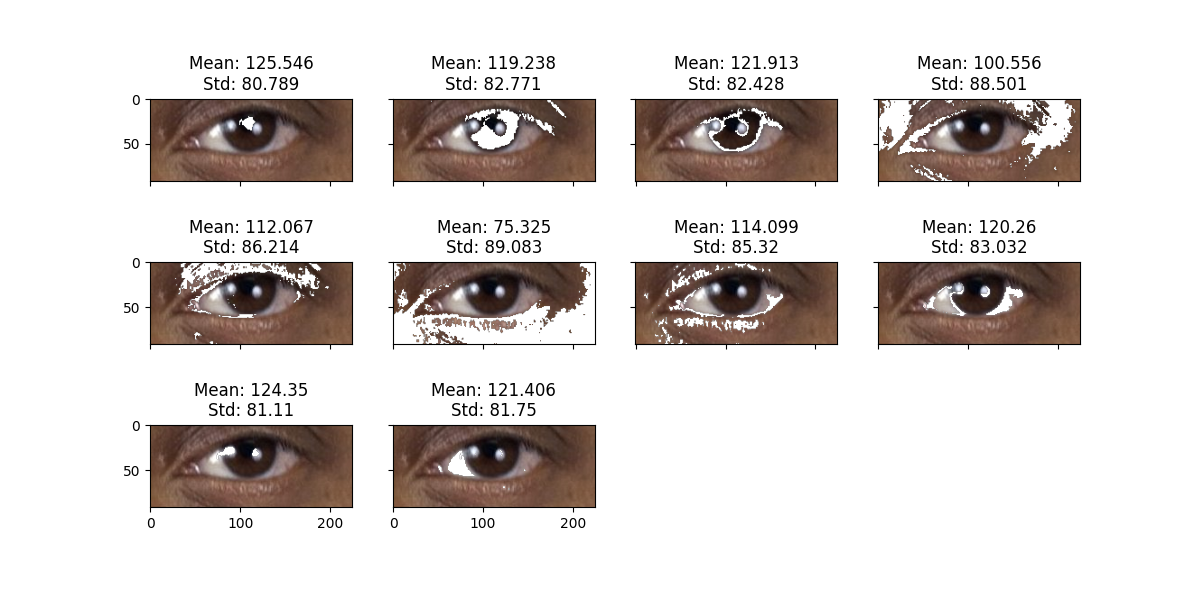 Mean: 125.546
Std: 80.789
Mean: 119.238
Std: 82.771
Mean: 121.913
Std: 82.428
Mean: 100.556
Std: 88.501
0
50
Mean: 112.067
Std: 86.214
Mean: 75.325
Std: 89.083
Mean: 114.099
Std: 85.32
Mean: 120.26
Std: 83.032
0
50
Mean: 124.35
Std: 81.11
Mean: 121.406
Std: 81.75
0
50
0 100 200
0 100 200